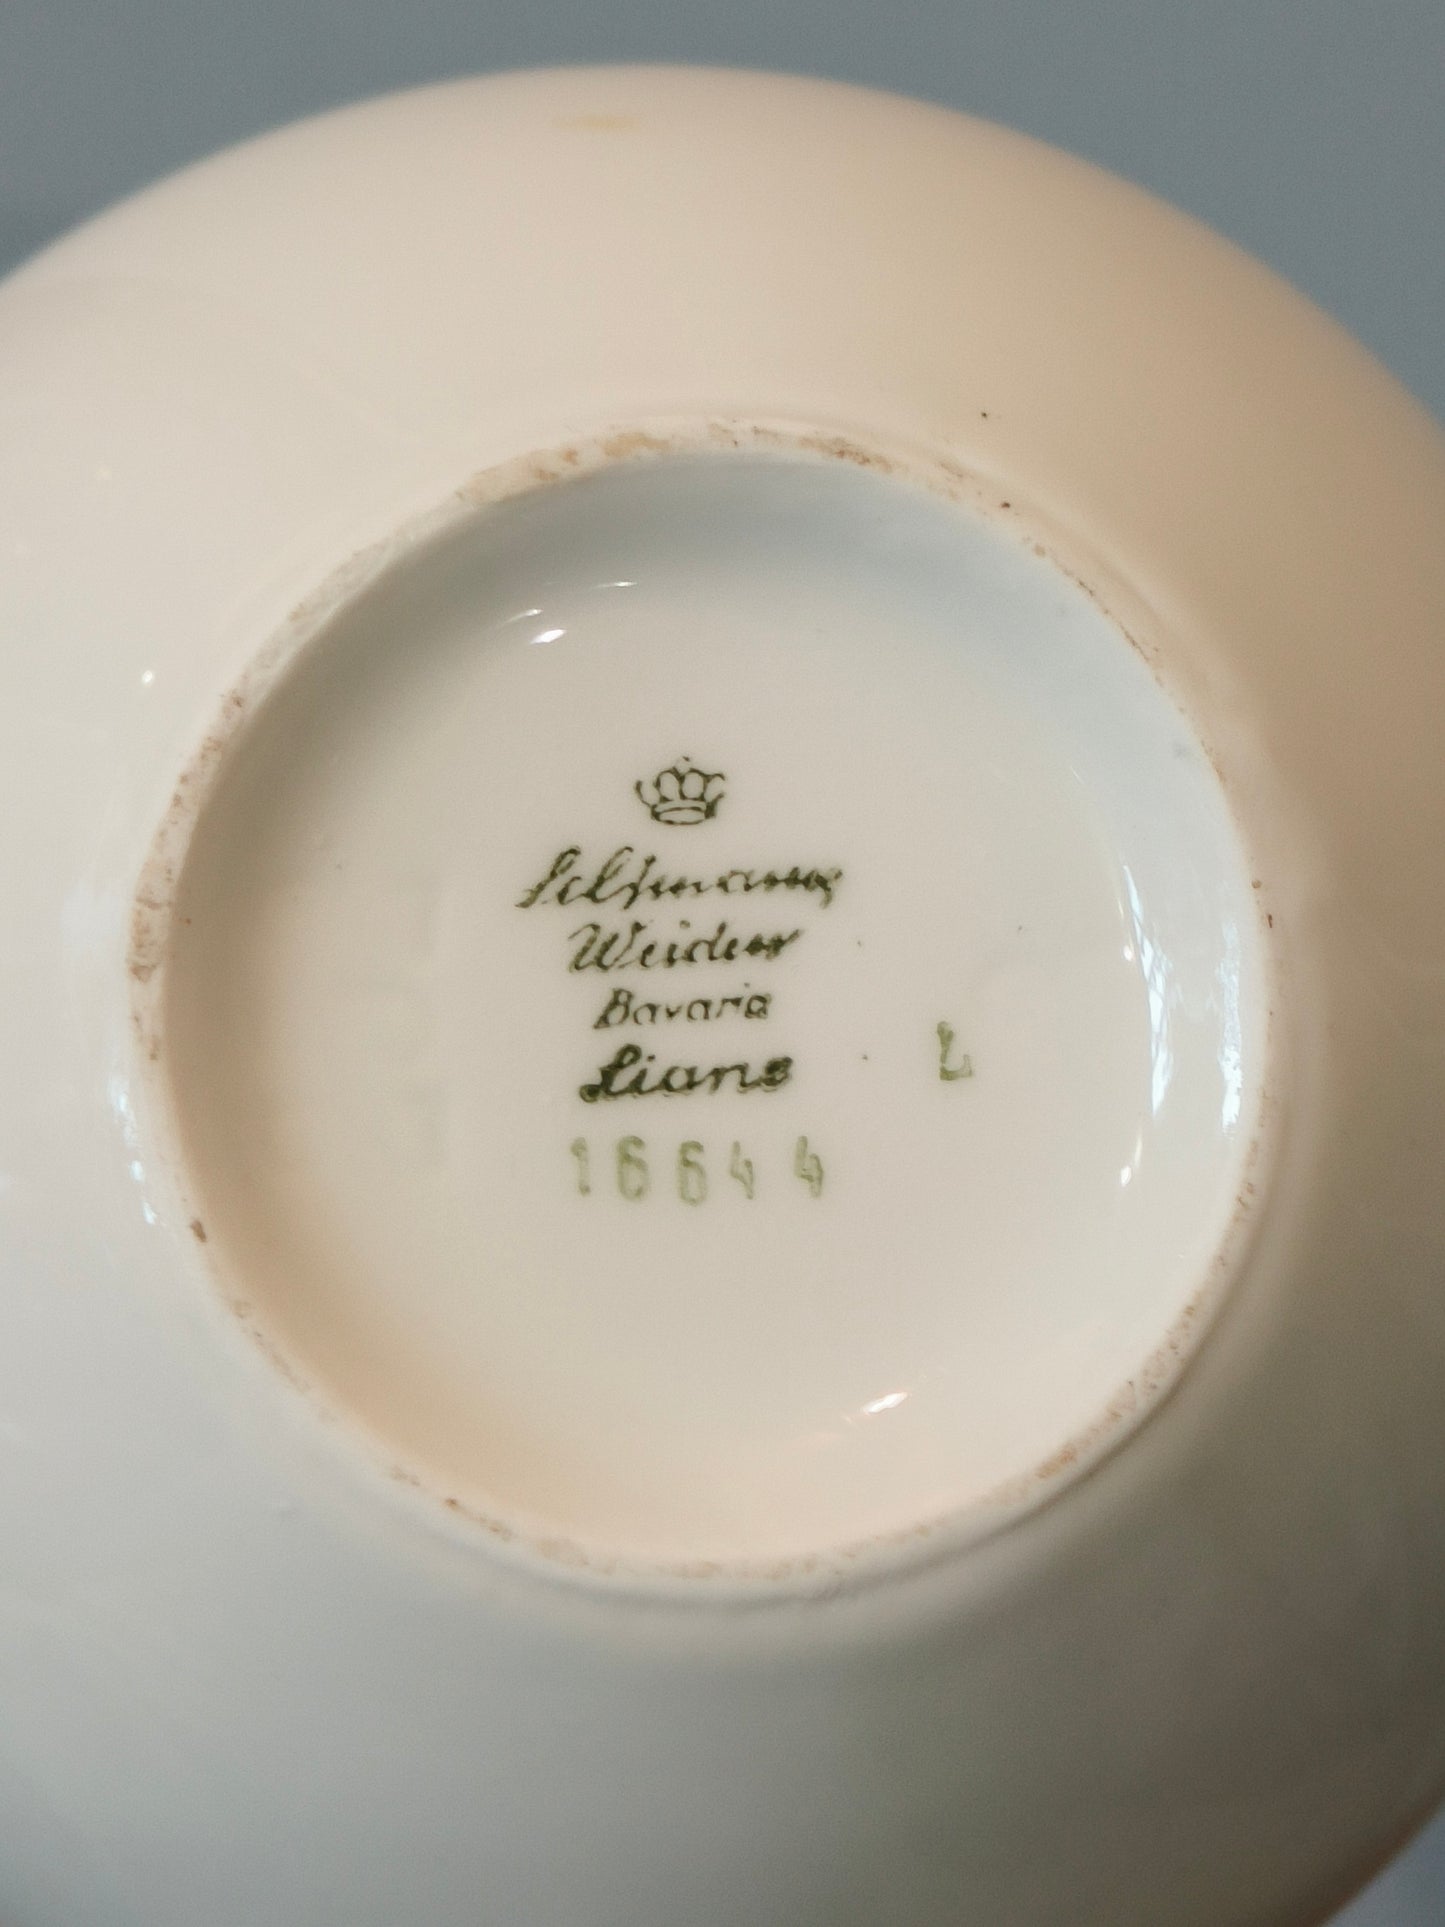 Seltmann
Weiden
Bavaria
Liane
L
16644